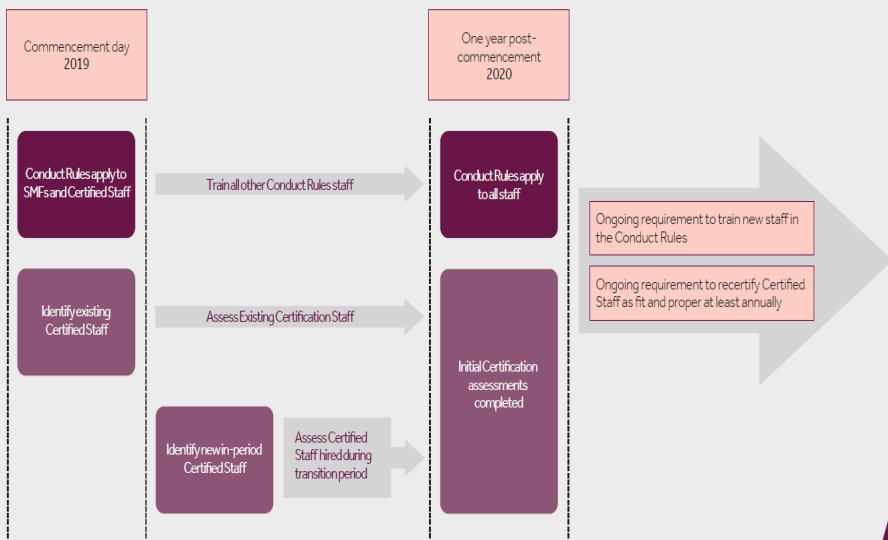 Commencement day
2019
One year post-
commencement
2020
Conduct Rules apply to
SMFs and Certified Staff
Train all other Conduct Rules staff
Conduct Rules apply
to all staff
Ongoing requirement to train new staff in
the Conduct Rules
Ongoing requirement to recertify Certified
Staff as fit and proper at least annually
Identify existing
Certified Staff
Assess Existing Certification Staff
Initial Certification
assessments
completed
Identify new in-period
Certified Staff
Assess Certified
Staff hired during
transition period